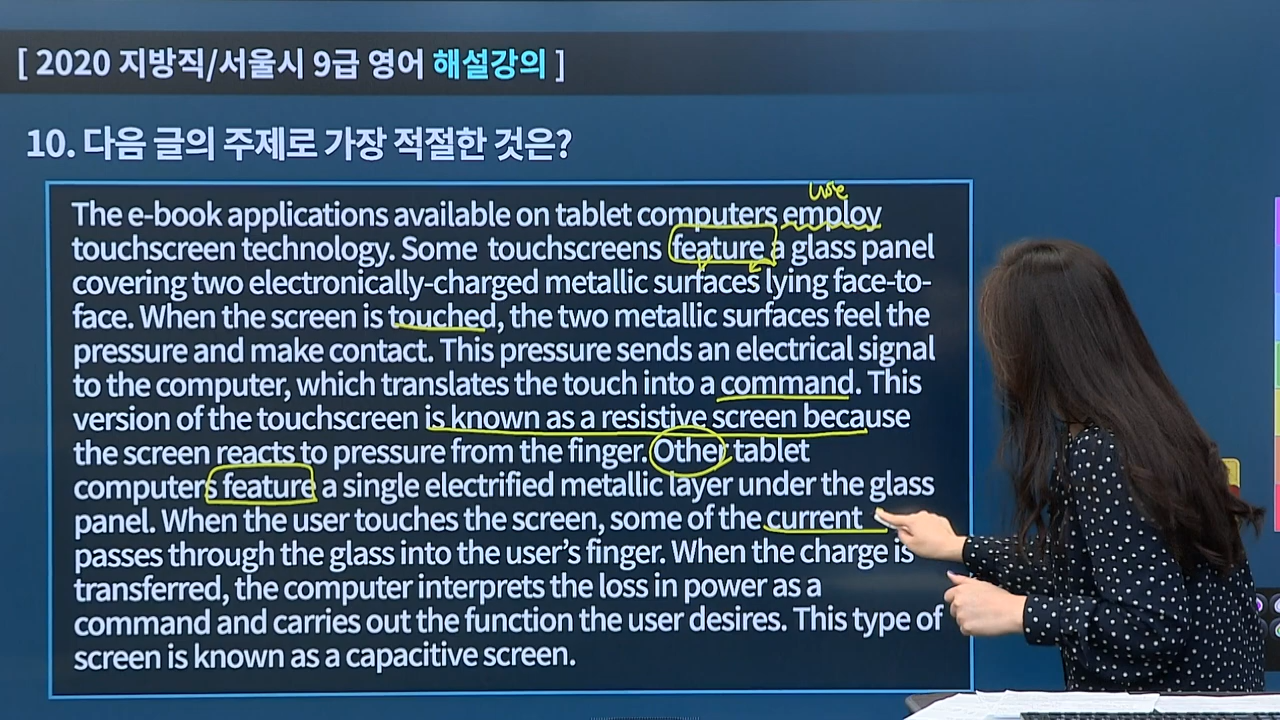 [ 2020 지방직/서울시 9급 영어 해설강의 ]
10. 다음 글의 주제로 가장 적절한 것은?
use
The e-book applications available on tablet computers employ
touchscreen technology. Some touchscreens feature a glass panel
covering two electronically-charged metallic surfaces lying face-to-
face. When the screen is touched, the two metallic surfaces feel the
pressure and make contact. This pressure sends an electrical signal
to the computer, which translates the touch into a command. This
version of the touchscreen is known as a resistive screen because
the screen reacts to pressure from the finger. Other tablet
computers feature a single electrified metallic layer under the glass
panel. When the user touches the screen, some of the current
passes through the glass into the user's finger. When the charge is
transferred, the computer interprets the loss in power as a
command and carries out the function the user desires. This type of
screen is known as a capacitive screen.